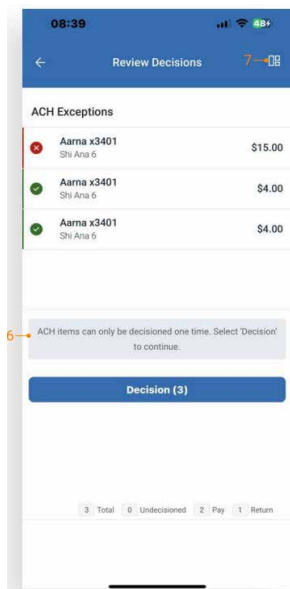 08:39
48
Review Decisions
7
ACH Exceptions
Aarna x3401
Shi Ana 6
$15.00
Aarna x3401
Shi Ana 6
$4.00
Aarna x3401
Shi Ana 6
$4.00
6
ACH items can only be decisioned one time. Select 'Decision'
to continue.
Decision (3)
3 Total 0 Undecisioned 2 Pay 1 Return